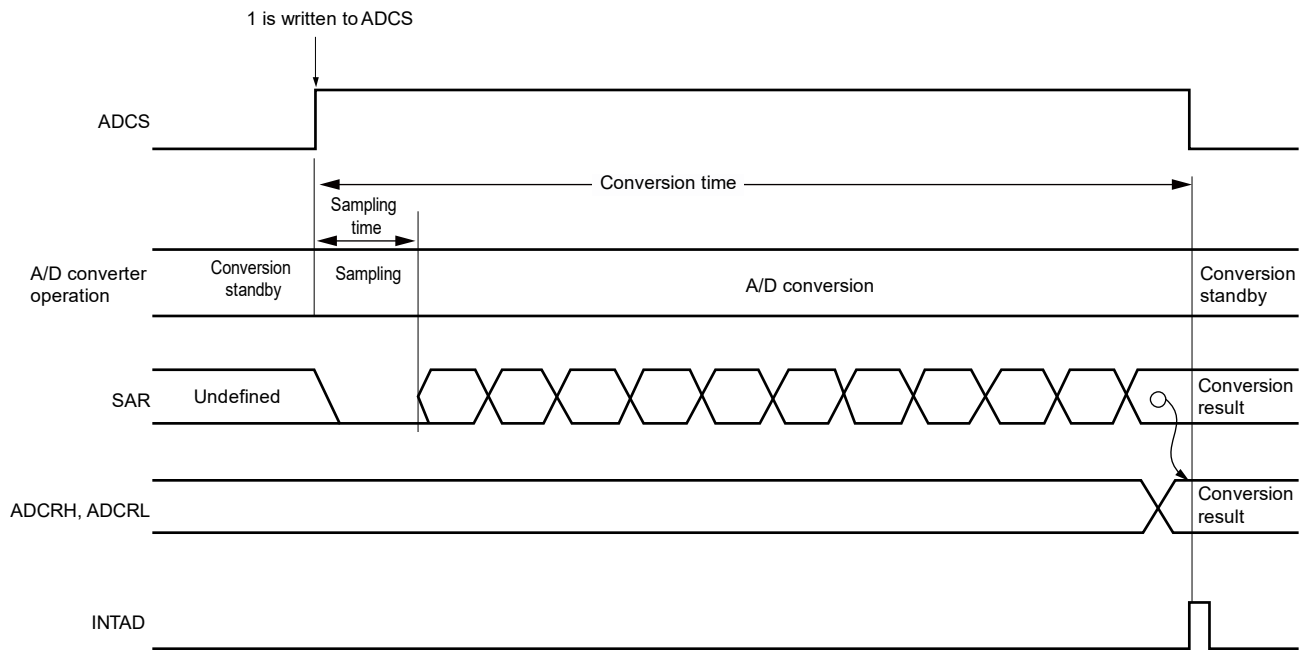 1 is written to ADCS
ADCS
Conversion time
Sampling
time
A/D converter
operation
Conversion
standby
Sampling
A/D conversion
Conversion
standby
SAR
Undefined
Conversion
result
ADCRH, ADCRL
Conversion
result
INTAD